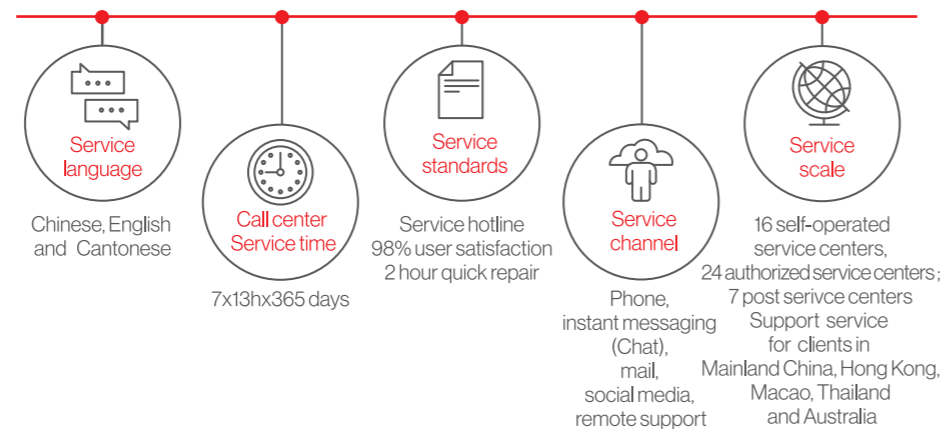 Service
language
Chinese, English
and Cantonese
Call center
Service time
7x13hx365 days
Service
standards
Service hotline
98% user satisfaction
2 hour quick repair
Service
channel
Phone,
instant messaging
(Chat),
mail,
social media,
remote support
Service
scale
16 self-operated
service centers,
24 authorized service centers;
7 post serivce centers
Support service
for clients in
Mainland China, Hong Kong,
Macao, Thailand
and Australia